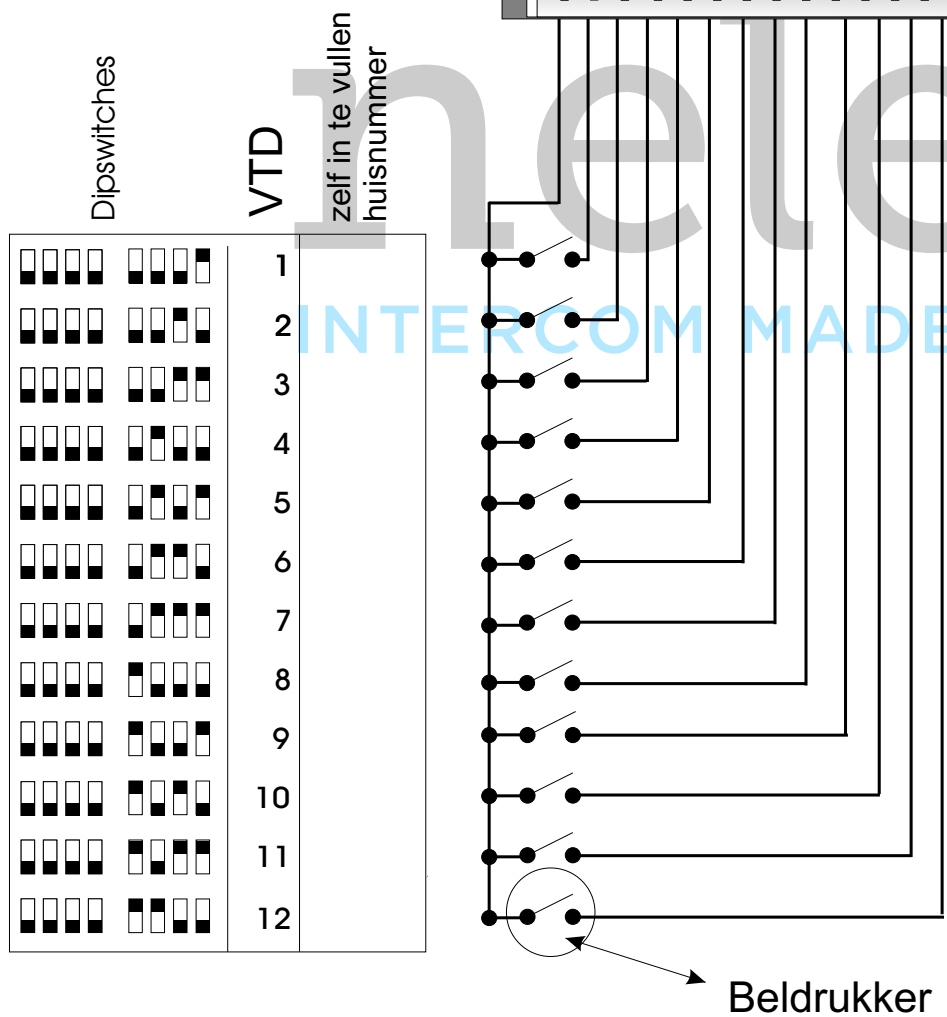 Dipswitches
VTD
zelf in te vullen
huisnummer
nele
INTERCOM MADE
1
2
3
4
5
6
7
8
9
10
11
12
Beldrukker